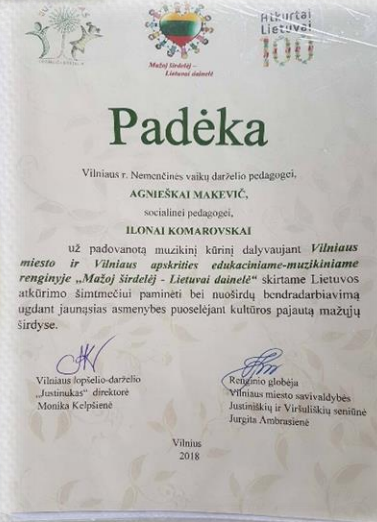 Atkurtai
Lietuvai
100
Mažoj širdelėj –
Lietuvai dainelė
Padėka
Vilniaus r. Nemenčinės vaikų darželio pedagogei,
AGNIEŠKAI MAKEVIČ,
socialinei pedagogei,
ILONAI KOMAROVSKAI
už padovanotą muzikinį kūrinį dalyvaujant Vilniaus
miesto ir Vilniaus apskrities edukaciniame-muzikiniame
renginyje „Mažoj širdelėj - Lietuvai dainelė“ skirtame Lietuvos
atkūrimo šimtmečiui paminėti bei nuoširdų bendradarbiavimą
ugdant jaunąsias asmenybes puoselėjant kultūros pajautą mažųjų
širdyse.
Vilniaus lopšelio-darželio
„Justinukas“ direktorė
Monika Kelpšienė
Renginio globėja
Vilniaus miesto savivaldybės
Justiniškių ir Viršuliškių seniūnė
Jurgita Ambrasienė
Vilnius
2018